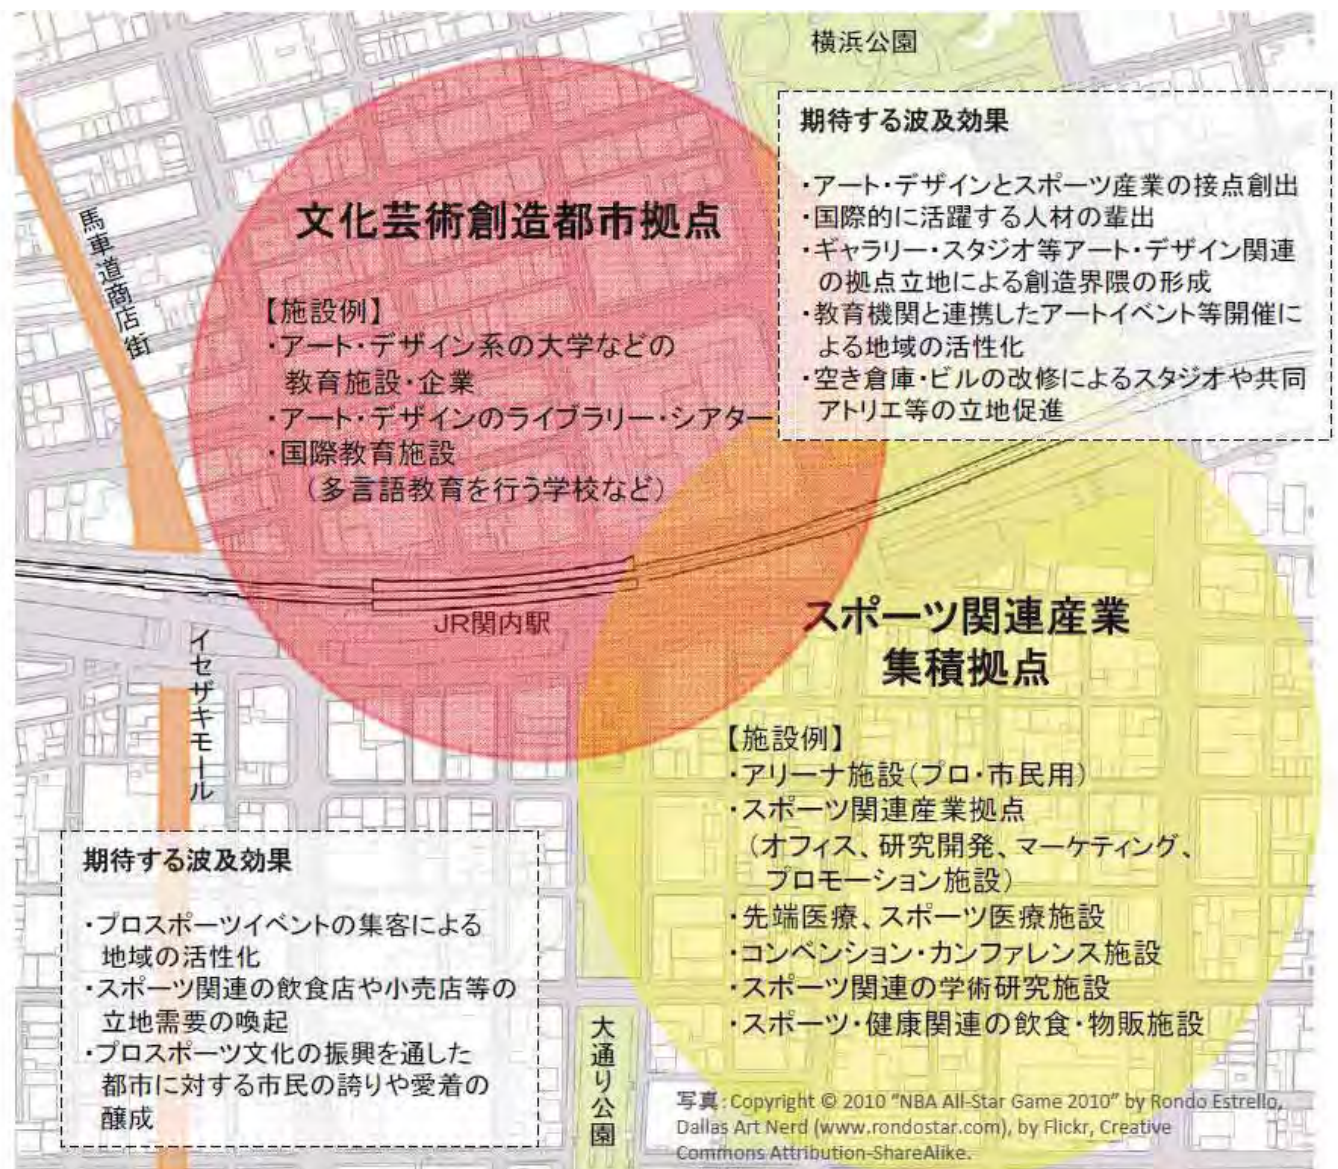 横浜公園
期待する波及効果
・アート・デザインとスポーツ産業の接点創出
・国際的に活躍する人材の輩出
・ギャラリー・スタジオ等アート・デザイン関連
の拠点立地による創造界隈の形成
・教育機関と連携したアートイベント等開催に
よる地域の活性化
・空き倉庫・ビルの改修によるスタジオや共同
アトリエ等の立地促進
馬車道商店街
文化芸術創造都市拠点
【施設例】
・アート・デザイン系の大学などの
教育施設・企業
・アート・デザインのライブラリー・シアター
・国際教育施設
（多言語教育を行う学校など）
JR関内駅
イセザキモール
スポーツ関連産業
集積拠点
【施設例】
・アリーナ施設（プロ・市民用）
・スポーツ関連産業拠点
（オフィス、研究開発、マーケティング、
プロモーション施設）
・先端医療、スポーツ医療施設
・コンベンション・カンファレンス施設
・スポーツ関連の学術研究施設
・スポーツ・健康関連の飲食・物販施設
期待する波及効果
・プロスポーツイベントの集客による
地域の活性化
・スポーツ関連の飲食店や小売店等の
立地需要の喚起
・プロスポーツ文化の振興を通した
都市に対する市民の誇りや愛着の
醸成
大通り公園
写真：Copyright © 2010 "NBA All-Star Game 2010" by Rondo Estrello,
Dallas Art Nerd (www.rondostar.com), by Flickr, Creative
Commons Attribution-ShareAlike.